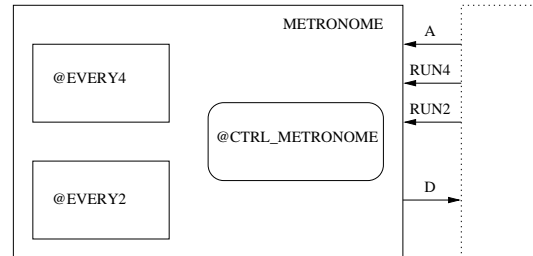 METRONOME
A
@EVERY4
RUN4
RUN2
@CTRL_METRONOME
@EVERY2
D